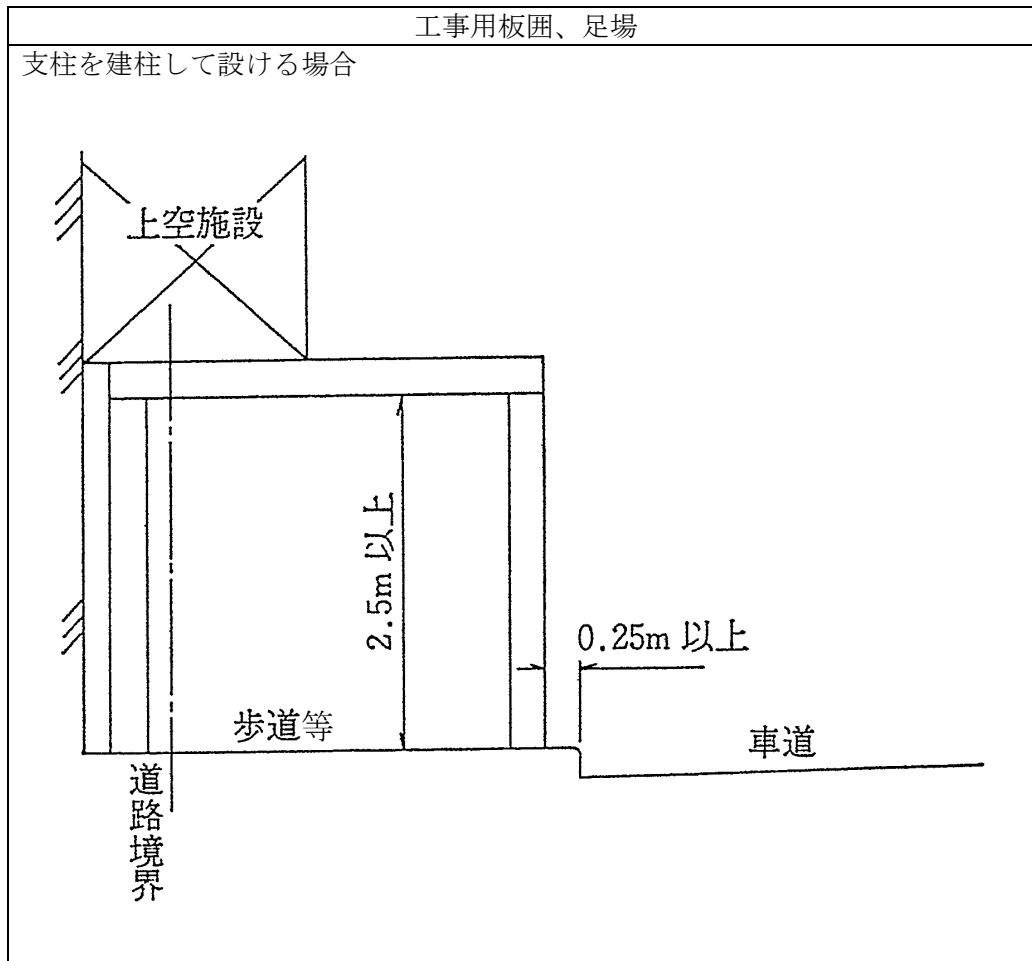 工事用板囲、足場
支柱を建柱して設ける場合
上空施設
2.5m 以上
0.25m 以上
歩道等
車道
道路境界